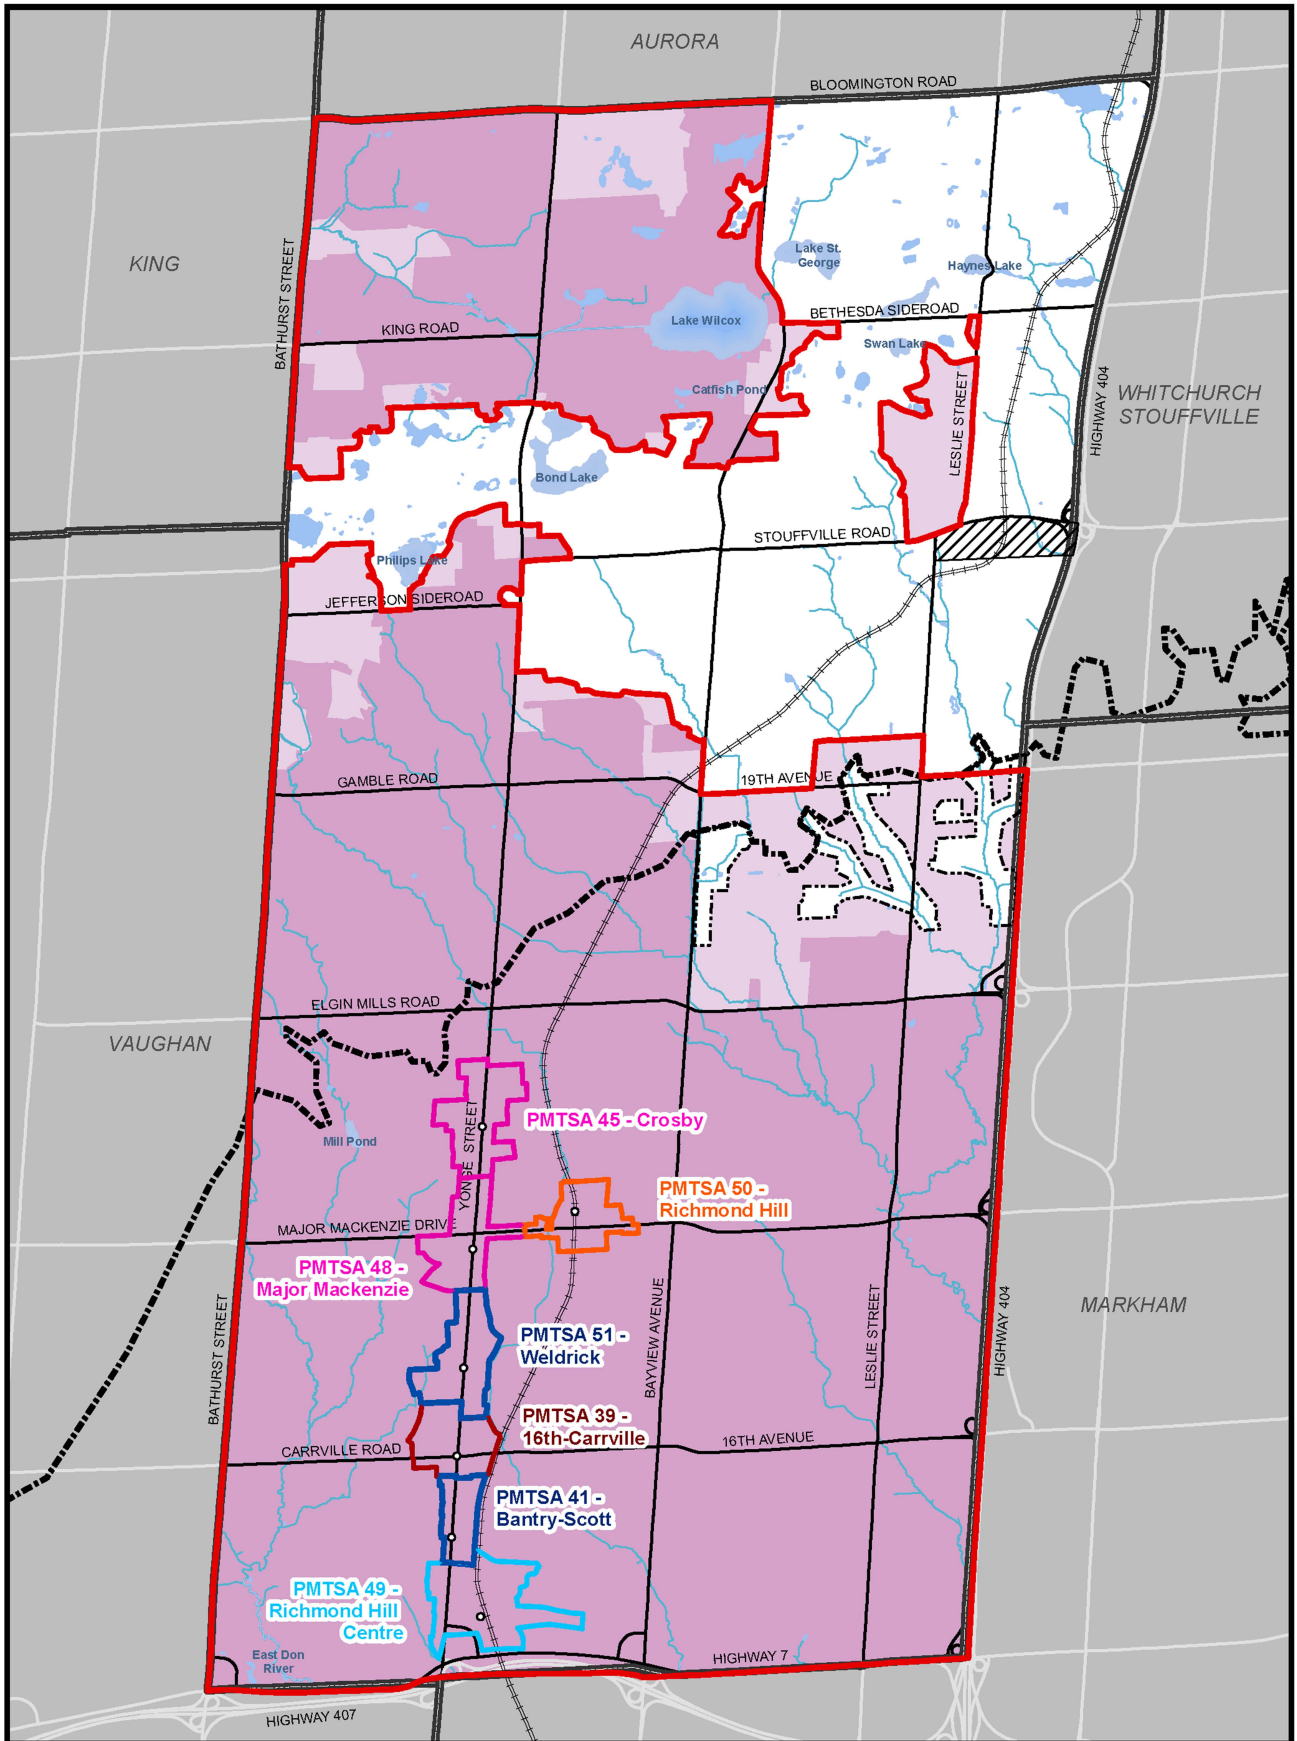 AURORA
BLOOMINGTON ROAD
KING
BATHURST STREET
Lake St.
George
Haynes Lake
KING ROAD
Lake Wilcox
BETHESDA SIDEROAD
Swan Lake
Catfish Pond
LESLIE STREET
HIGHWAY 404
WHITCHURCH
STOUFFVILLE
Bond Lake
STOUFFVILLE ROAD
Philips Lake
JEFFERSON SIDEROAD
GAMBLE ROAD
19TH AVENUE
ELGIN MILLS ROAD
VAUGHAN
Mill Pond
YONGE STREET
PMTSA 45 - Crosby
PMTSA 50 -
Richmond Hill
MAJOR MACKENZIE DRIVE
PMTSA 48 -
Major Mackenzie
BATHURST STREET
PMTSA 51 -
Weldrick
BAYVIEW AVENUE
LESLIE STREET
HIGHWAY 404
MARKHAM
PMTSA 39 -
16th-Carrville
CARRVILLE ROAD
16TH AVENUE
PMTSA 41 -
Bantry-Scott
PMTSA 49 -
Richmond Hill
Centre
East Don
River
HIGHWAY 7
HIGHWAY 407